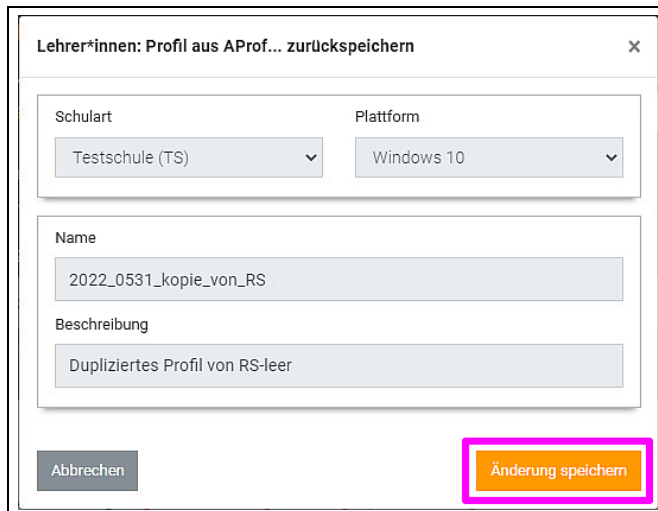 Lehrer*innen: Profil aus AProf... zurückspeichern ×
Schulart Plattform
Testschule (TS) Windows 10
Name
2022_0531_kopie_von_RS
Beschreibung
Dupliziertes Profil von RS-leer
Abbrechen Änderung speichern